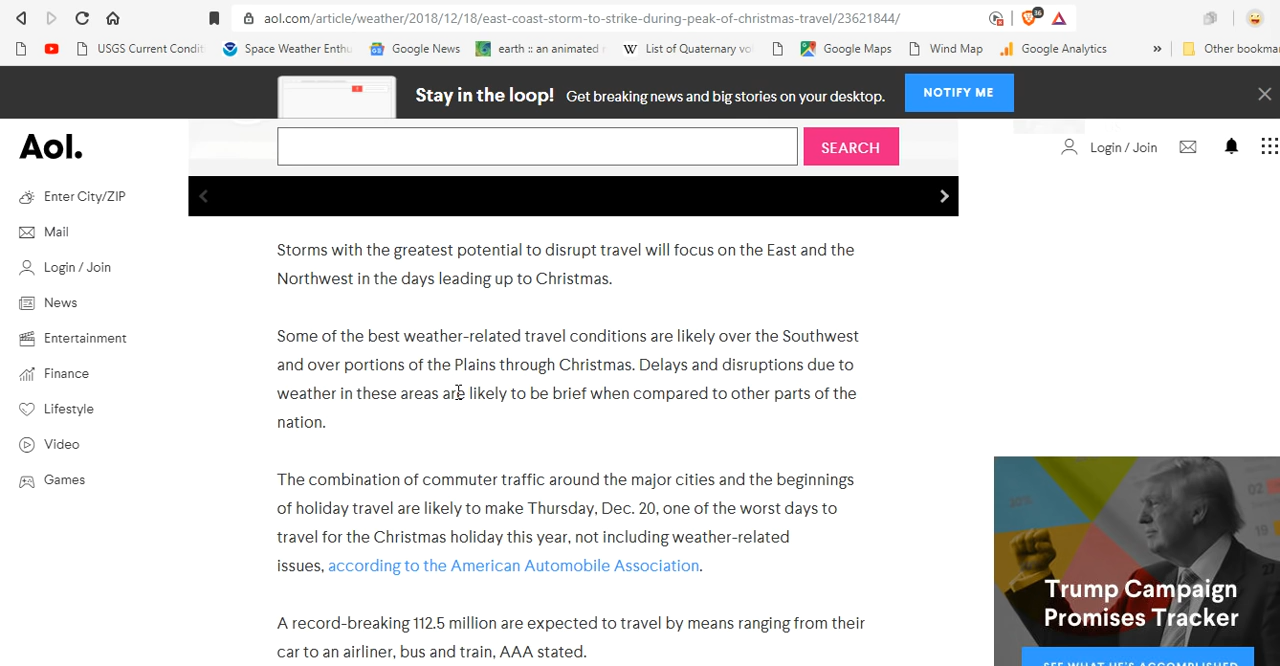 aol.com/article/weather/2018/12/18/east-coast-storm-to-strike-during-peak-of-christmas-travel/23621844/
36
USGS Current Condit
Space Weather Enthu
Google News
earth :: an animated
List of Quaternary vo
Google Maps
Wind Map
Google Analytics
»
Other bookma
Stay in the loop! Get breaking news and big stories on your desktop.
NOTIFY ME
Aol.
SEARCH
Login / Join
Enter City/ZIP
Mail
Login / Join
News
Entertainment
Finance
Lifestyle
Video
Games
Storms with the greatest potential to disrupt travel will focus on the East and the
Northwest in the days leading up to Christmas.
Some of the best weather-related travel conditions are likely over the Southwest
and over portions of the Plains through Christmas. Delays and disruptions due to
weather in these areas are likely to be brief when compared to other parts of the
nation.
The combination of commuter traffic around the major cities and the beginnings
of holiday travel are likely to make Thursday, Dec. 20, one of the worst days to
travel for the Christmas holiday this year, not including weather-related
issues, according to the American Automobile Association.
A record-breaking 112.5 million are expected to travel by means ranging from their
car to an airliner, bus and train, AAA stated.
30%
02
19
Trump Campaign
Promises Tracker
SEE WHAT HE'S ACCOMPLISHED